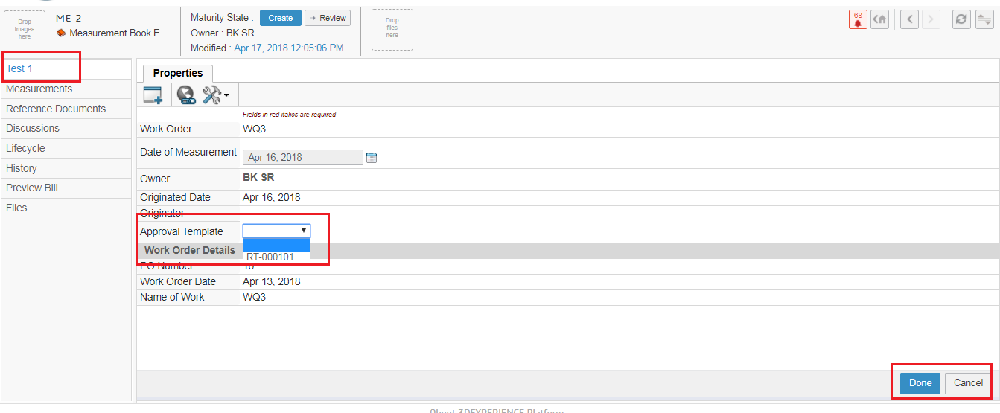 Drop
images
here
ME-2
Measurement Book E...
Maturity State : Create Review
Owner : BK SR
Modified : Apr 17, 2018 12:05:06 PM
Drop
files
here
68
Test 1
Measurements
Reference Documents
Discussions
Lifecycle
History
Preview Bill
Files
Properties
Fields in red italics are required
Work Order WQ3
Date of Measurement Apr 16, 2018
Owner BK SR
Originated Date Apr 16, 2018
Originator
Approval Template
Work Order Details
RT-000101
PO Number 10
Work Order Date Apr 13, 2018
Name of Work WQ3
Done Cancel
About 3DEXPERIENCE Platform